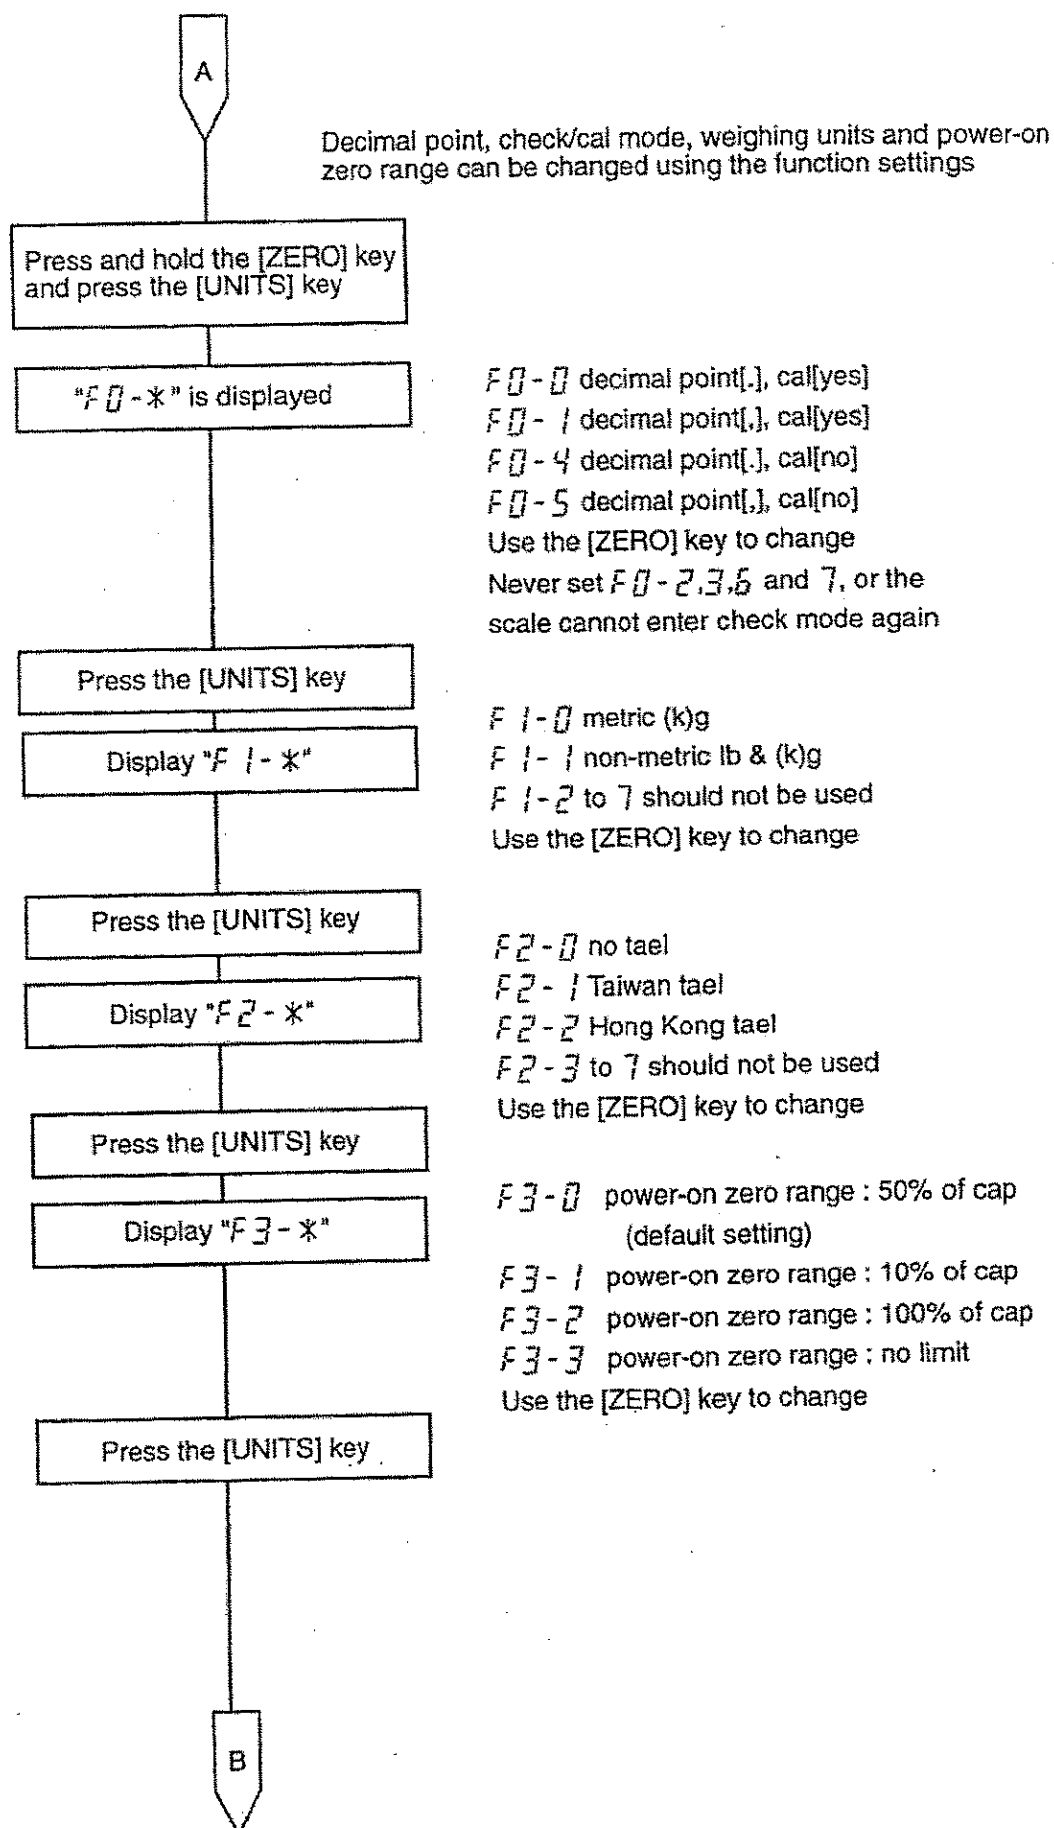 A
Decimal point, check/cal mode, weighing units and power-on
zero range can be changed using the function settings
Press and hold the [ZERO] key
and press the [UNITS] key
"F0-*" is displayed
F0-0 decimal point[.], cal[yes]
F0-1 decimal point[,], cal[yes]
F0-4 decimal point[.], cal[no]
F0-5 decimal point[,], cal[no]
Use the [ZERO] key to change
Never set F0-2,3,6 and 7, or the
scale cannot enter check mode again
Press the [UNITS] key
Display "F1-*"
F1-0 metric (k)g
F1-1 non-metric lb & (k)g
F1-2 to 7 should not be used
Use the [ZERO] key to change
Press the [UNITS] key
Display "F2-*"
F2-0 no tael
F2-1 Taiwan tael
F2-2 Hong Kong tael
F2-3 to 7 should not be used
Use the [ZERO] key to change
Press the [UNITS] key
Display "F3-*"
F3-0 power-on zero range : 50% of cap
(default setting)
F3-1 power-on zero range : 10% of cap
F3-2 power-on zero range : 100% of cap
F3-3 power-on zero range : no limit
Use the [ZERO] key to change
Press the [UNITS] key
B